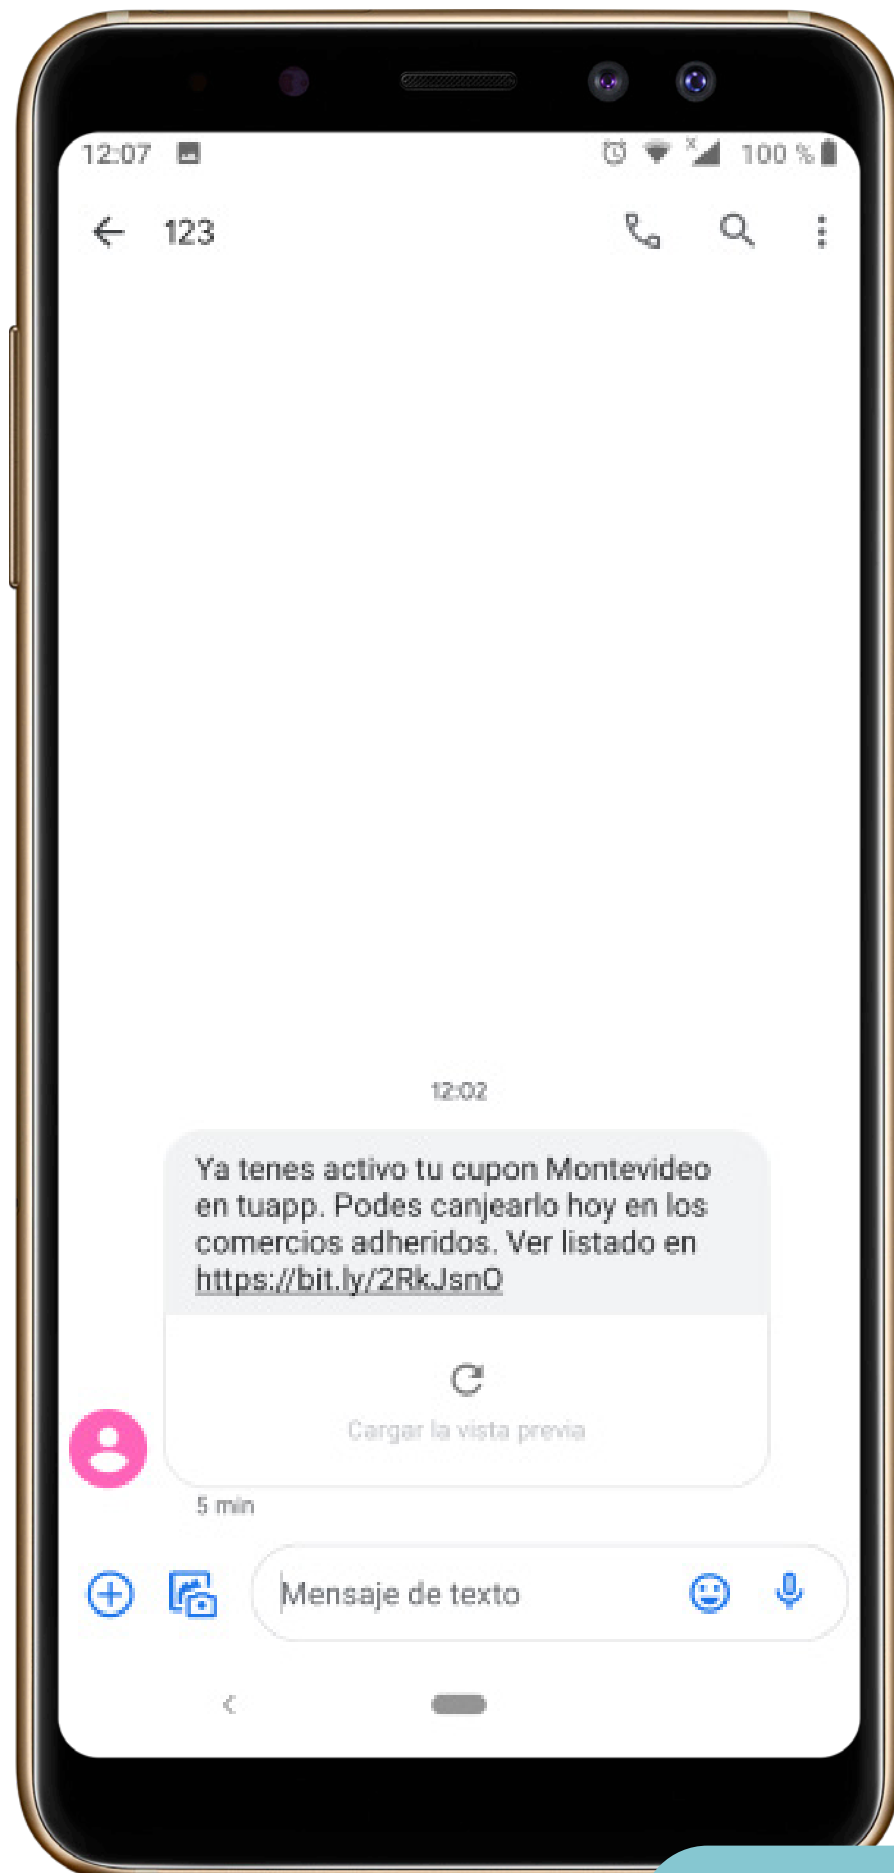 12:07
100 %
123
12:02
Ya tenes activo tu cupon Montevideo
en tuapp. Podes canjearlo hoy en los
comercios adheridos. Ver listado en
https://bit.ly/2RkJsnO
Cargar la vista previa
5 min
Mensaje de texto